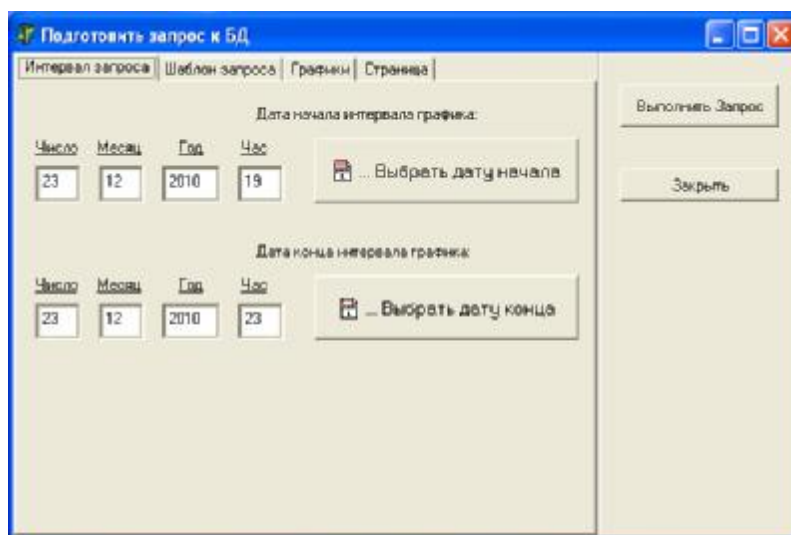 Подготовить запрос к БД
Интервал запроса Шаблон запроса Графики Страница
Дата начала интервала графика:
Число Месяц Год Час
23 12 2010 19
... Выбрать дату начала
Дата конца интервала графика:
Число Месяц Год Час
23 12 2010 23
... Выбрать дату конца
Выполнить Запрос
Закрыть